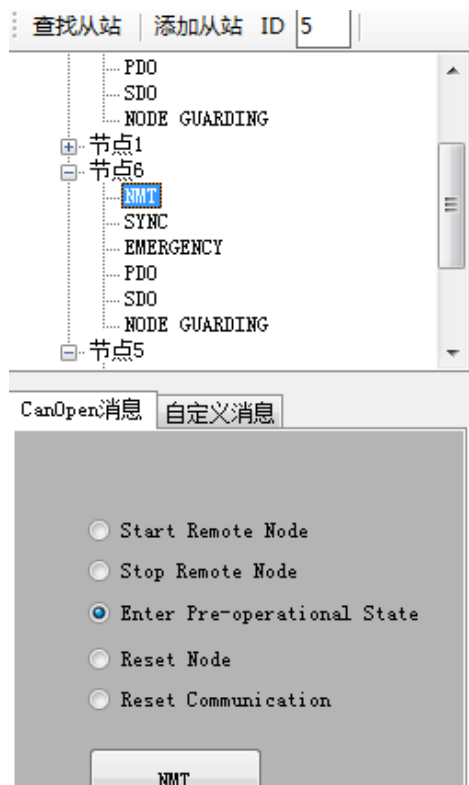 查找从站 添加从站 ID 5
PDO
SDO
NODE GUARDING
节点1
节点6
NMT
SYNC
EMERGENCY
PDO
SDO
NODE GUARDING
节点5
CanOpen消息 自定义消息
Start Remote Node
Stop Remote Node
Enter Pre-operational State
Reset Node
Reset Communication
NMT